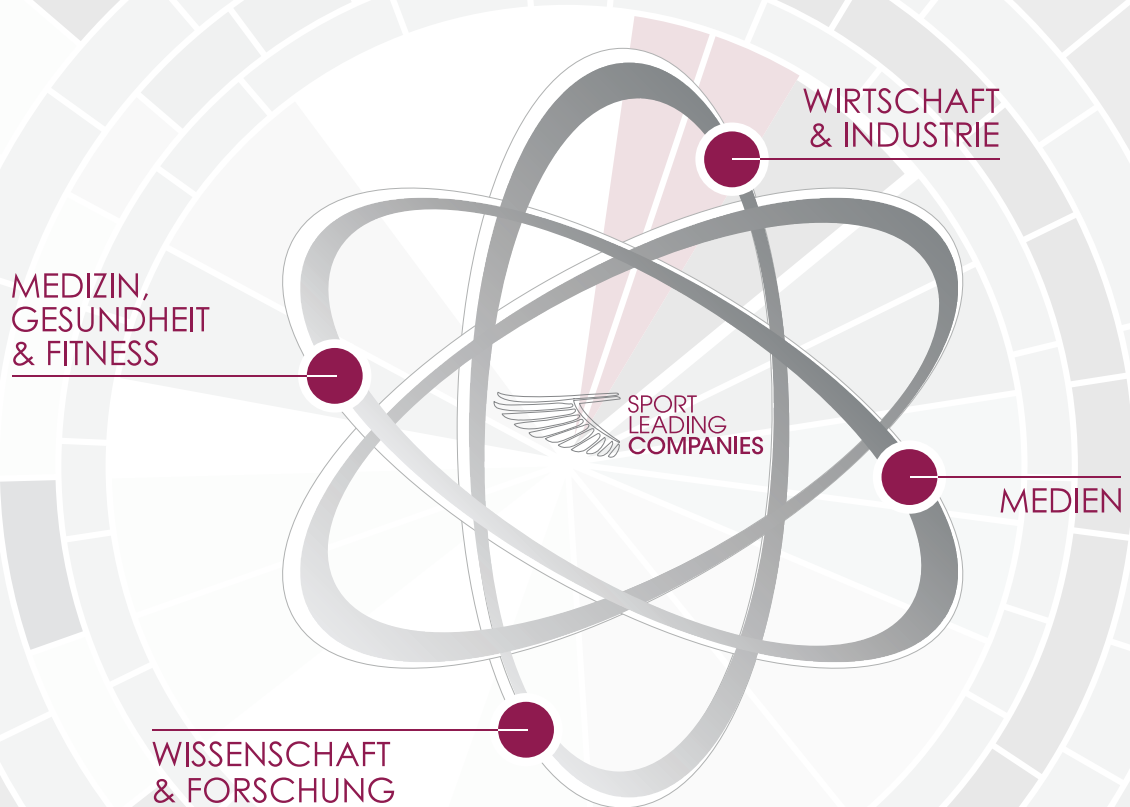 WIRTSCHAFT
& INDUSTRIE
MEDIZIN,
GESUNDHEIT
& FITNESS
SPORT
LEADING
COMPANIES
MEDIEN
WISSENSCHAFT
& FORSCHUNG